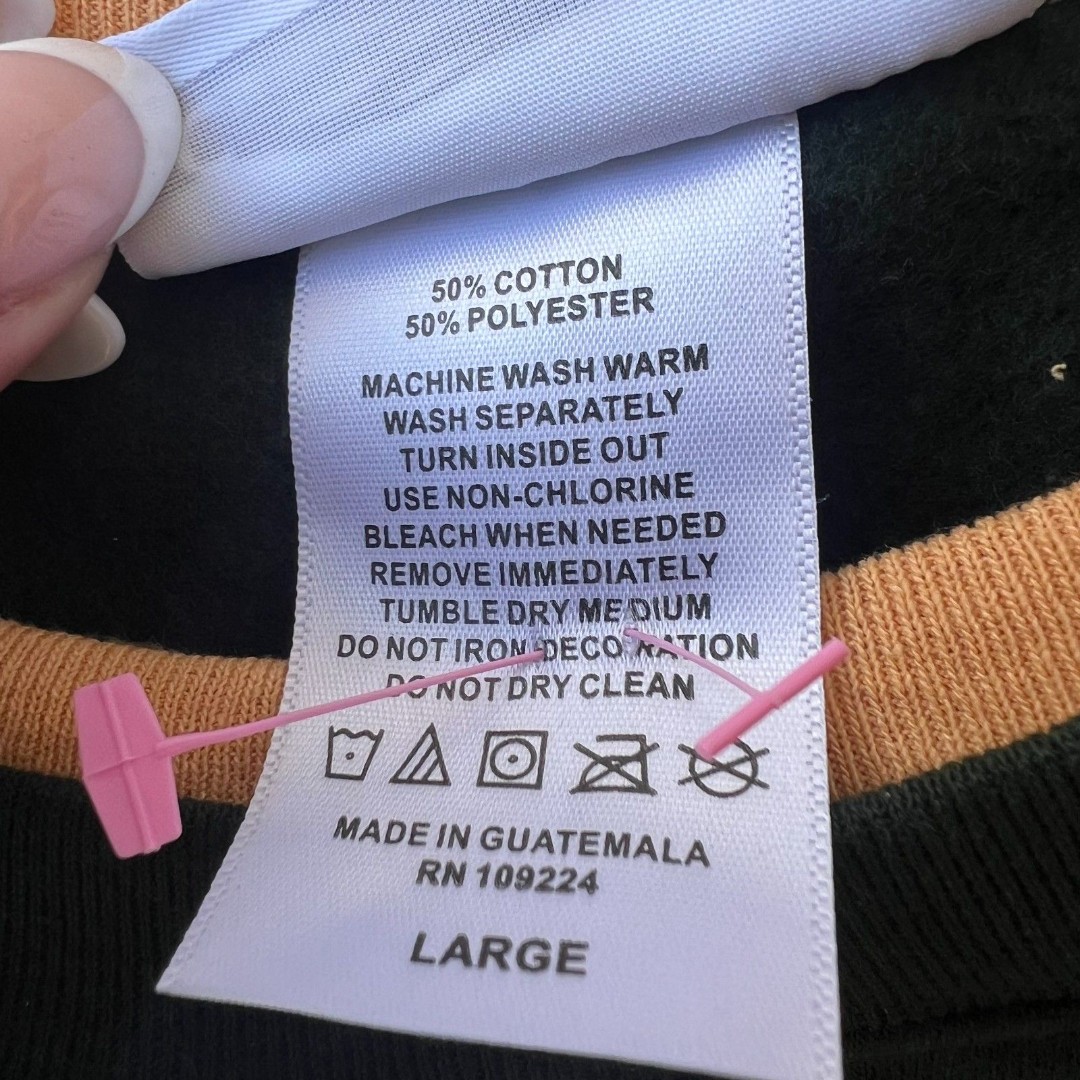 50% COTTON
50% POLYESTER
MACHINE WASH WARM
WASH SEPARATELY
TURN INSIDE OUT
USE NON-CHLORINE
BLEACH WHEN NEEDED
REMOVE IMMEDIATELY
TUMBLE DRY MEDIUM
DO NOT IRON DECORATION
DO NOT DRY CLEAN
MADE IN GUATEMALA
RN 109224
LARGE